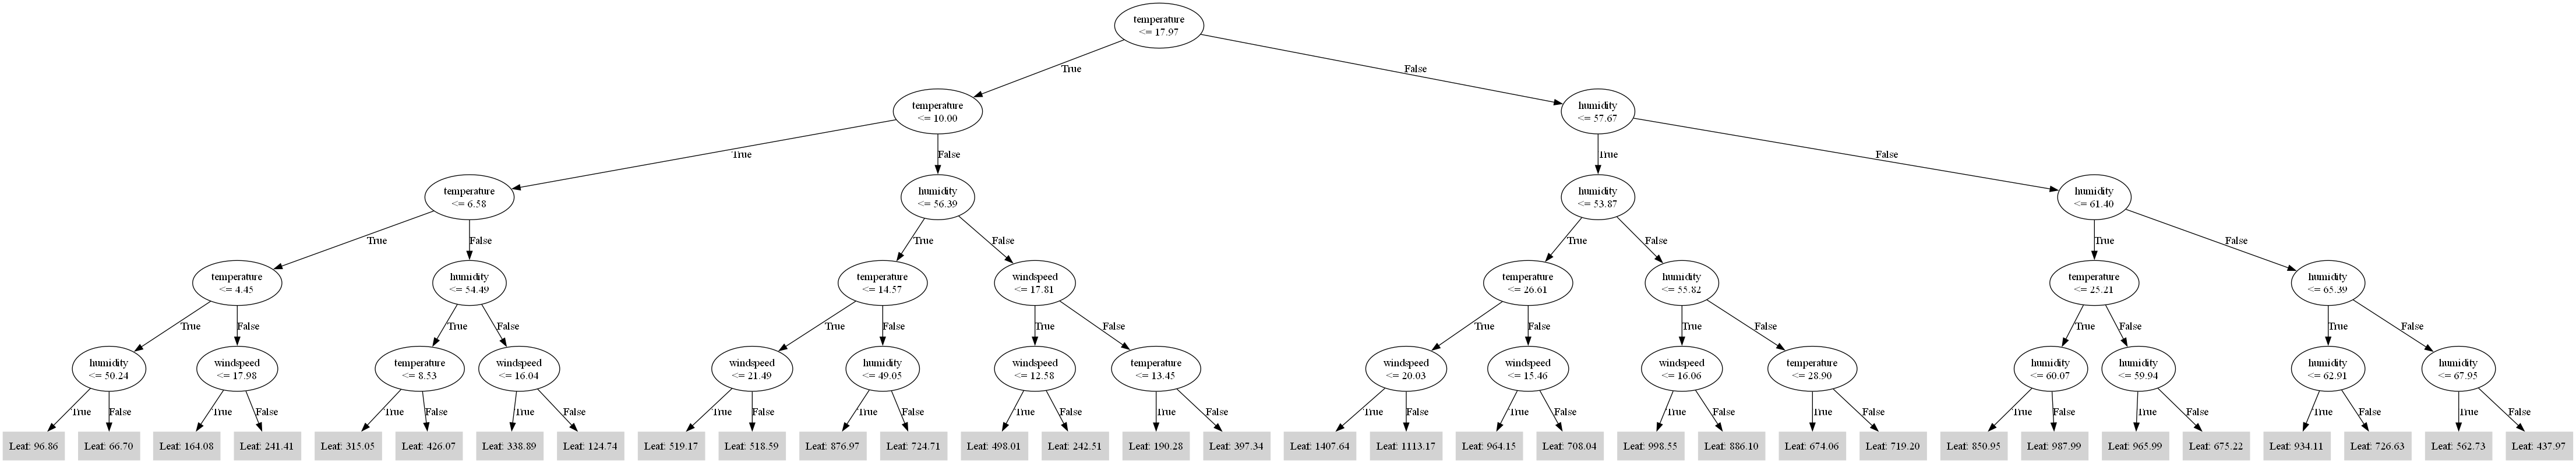 temperature
<= 17.97
True
False
temperature
<= 10.00
humidity
<= 57.67
True
False
True
False
temperature
<= 6.58
humidity
<= 56.39
humidity
<= 53.87
humidity
<= 61.40
True
False
True
False
True
False
True
False
temperature
<= 4.45
humidity
<= 54.49
temperature
<= 14.57
windspeed
<= 17.81
temperature
<= 26.61
humidity
<= 55.82
temperature
<= 25.21
humidity
<= 65.39
True
False
True
False
True
False
True
False
True
False
True
False
True
False
True
False
humidity
<= 50.24
windspeed
<= 17.98
temperature
<= 8.53
windspeed
<= 16.04
windspeed
<= 21.49
humidity
<= 49.05
windspeed
<= 12.58
temperature
<= 13.45
windspeed
<= 20.03
windspeed
<= 15.46
windspeed
<= 16.06
temperature
<= 28.90
humidity
<= 60.07
humidity
<= 59.94
humidity
<= 62.91
humidity
<= 67.95
True
False
True
False
True
False
True
False
True
False
True
False
True
False
True
False
True
False
True
False
True
False
True
False
True
False
True
False
True
False
True
False
Leaf: 96.86
Leaf: 66.70
Leaf: 164.08
Leaf: 241.41
Leaf: 315.05
Leaf: 426.07
Leaf: 338.89
Leaf: 124.74
Leaf: 519.17
Leaf: 518.59
Leaf: 876.97
Leaf: 724.71
Leaf: 498.01
Leaf: 242.51
Leaf: 190.28
Leaf: 397.34
Leaf: 1407.64
Leaf: 1113.17
Leaf: 964.15
Leaf: 708.04
Leaf: 998.55
Leaf: 886.10
Leaf: 674.06
Leaf: 719.20
Leaf: 850.95
Leaf: 987.99
Leaf: 965.99
Leaf: 675.22
Leaf: 934.11
Leaf: 726.63
Leaf: 562.73
Leaf: 437.97